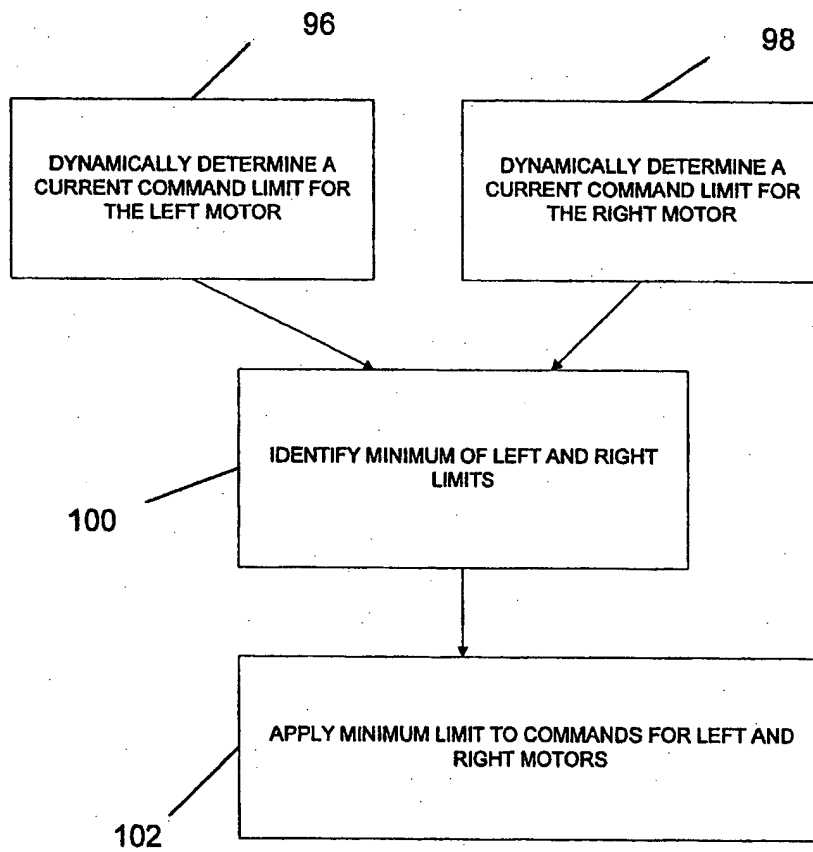 96
98
DYNAMICALLY DETERMINE A
CURRENT COMMAND LIMIT FOR
THE LEFT MOTOR
DYNAMICALLY DETERMINE A
CURRENT COMMAND LIMIT FOR
THE RIGHT MOTOR
IDENTIFY MINIMUM OF LEFT AND RIGHT
LIMITS
100
APPLY MINIMUM LIMIT TO COMMANDS FOR LEFT AND
RIGHT MOTORS
102